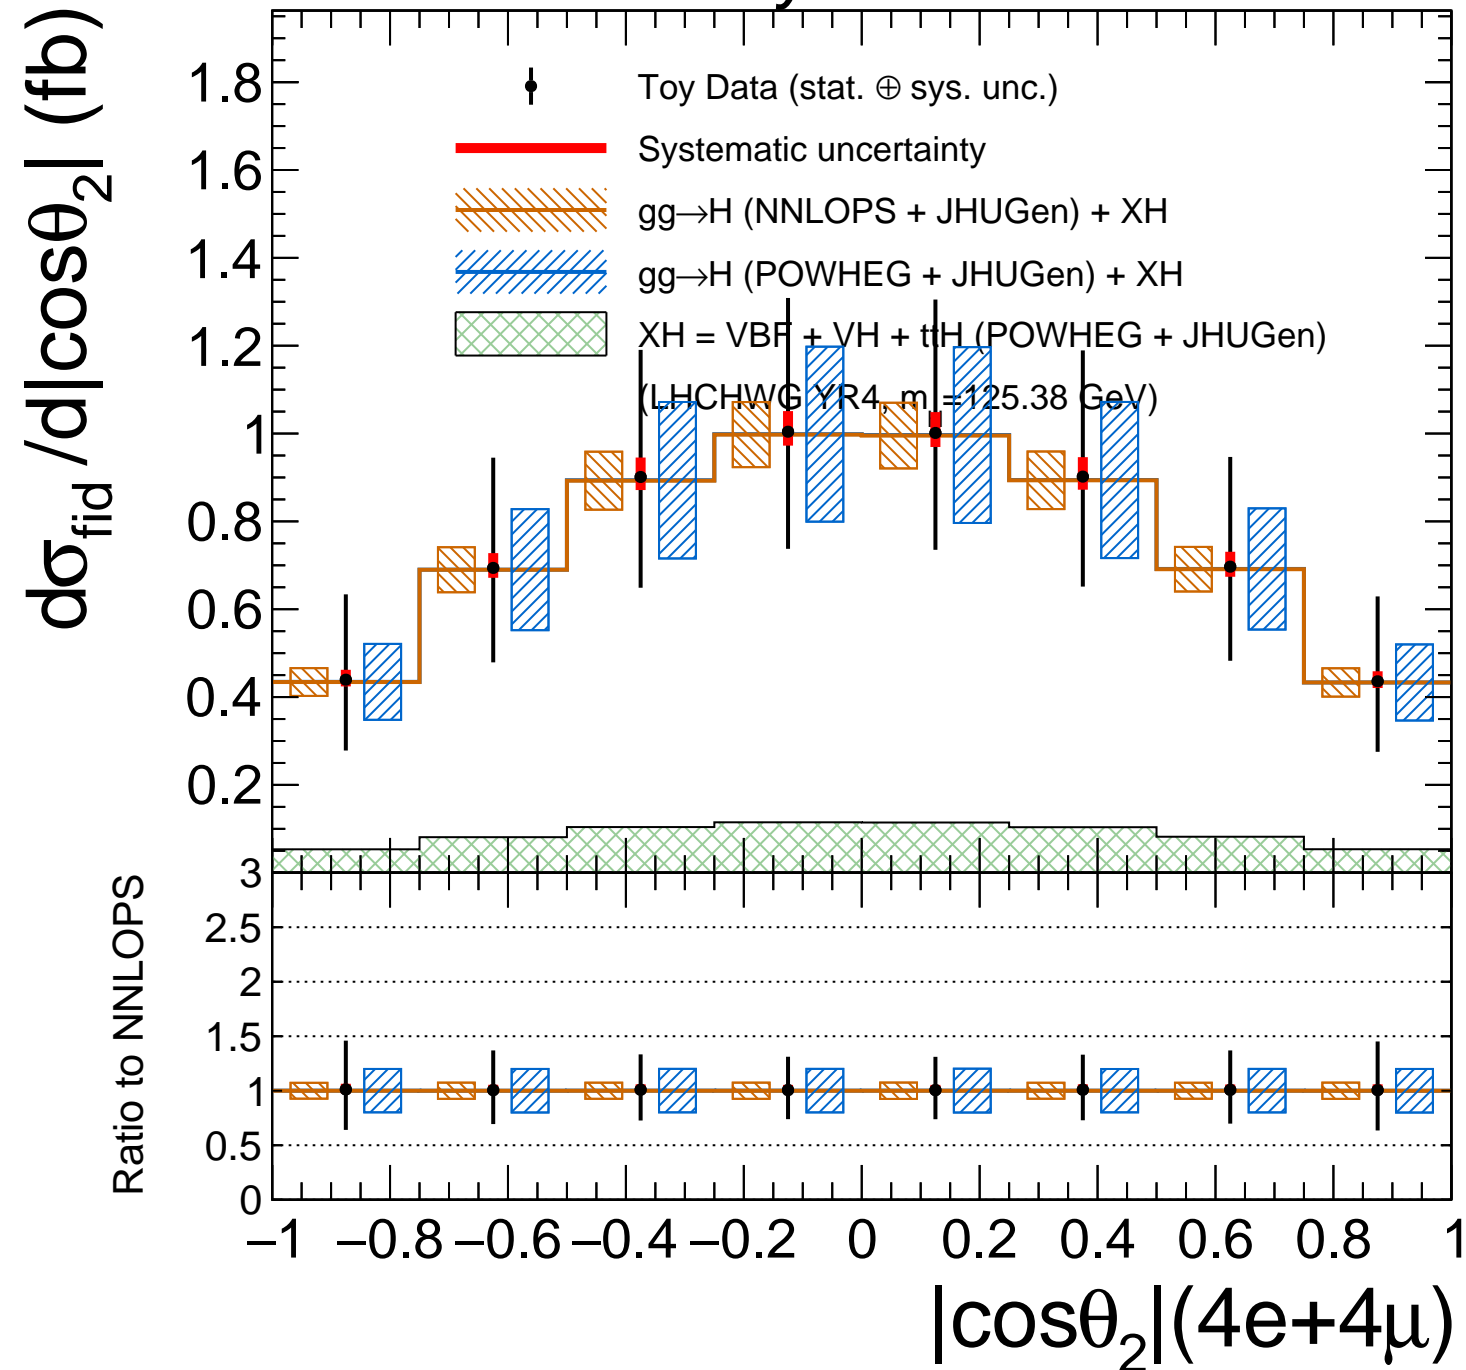 dσfid /d|cosθ2| (fb)
1.8
1.6
1.4
1.2
1
0.8
0.6
0.4
0.2
Toy Data (stat. ⊕ sys. unc.)
Systematic uncertainty
gg→H (NNLOPS + JHUGen) + XH
gg→H (POWHEG + JHUGen) + XH
XH = VBF + VH + ttH (POWHEG + JHUGen)
(LHCHWG YR4, m =125.38 GeV)
Ratio to NNLOPS
3
2.5
2
1.5
1
0.5
0
−1 −0.8 −0.6 −0.4 −0.2 0 0.2 0.4 0.6 0.8 1
|cosθ2|(4e+4μ)